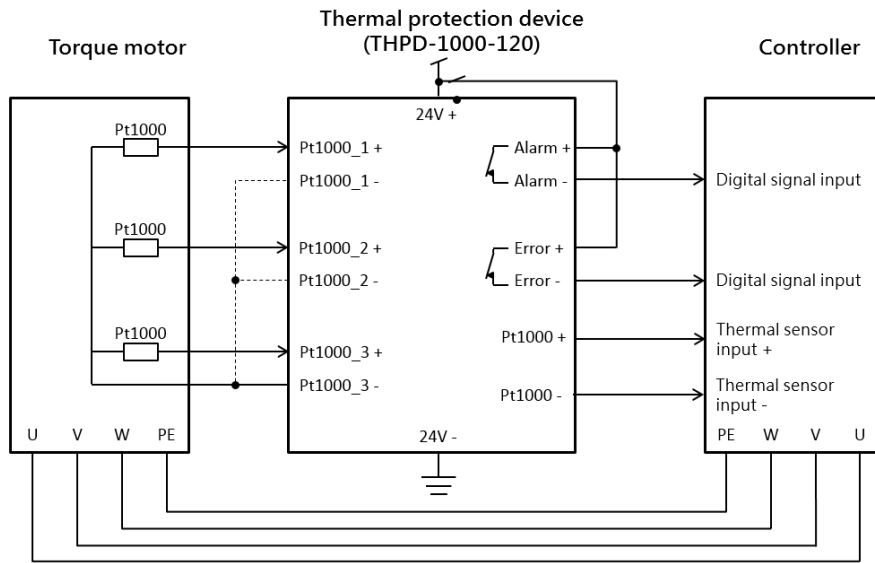 Thermal protection device
(THPD-1000-120)
Torque motor
Controller
24V +
Pt1000
Pt1000_1 +
Alarm +
Pt1000_1 -
Alarm -
Digital signal input
Pt1000
Pt1000_2 +
Error +
Pt1000_2 -
Error -
Digital signal input
Pt1000
Pt1000_3 +
Pt1000 +
Thermal sensor
input +
Pt1000_3 -
Pt1000 -
Thermal sensor
input -
U V W PE
24V -
PE W V U